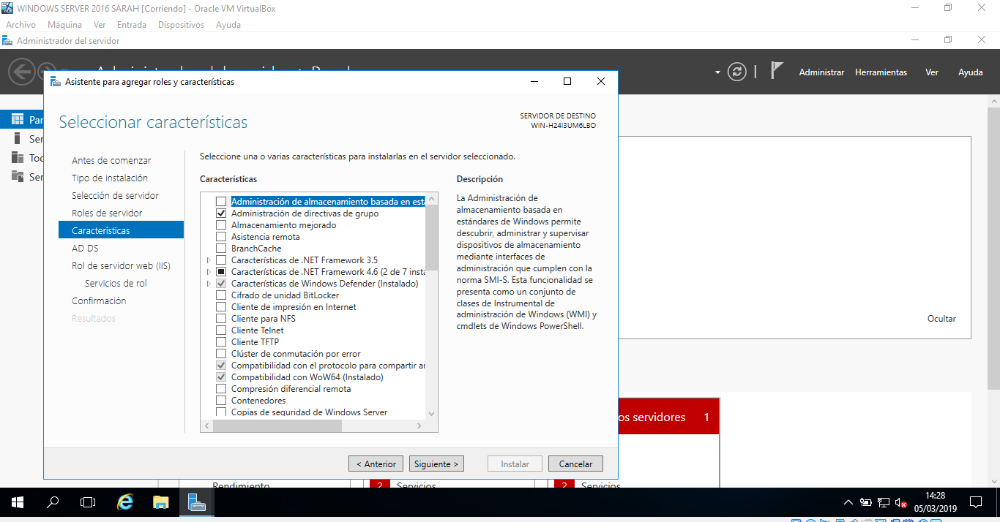 WINDOWS SERVER 2016 SARAH [Corriendo] - Oracle VM VirtualBox
Archivo Máquina Ver Entrada Dispositivos Ayuda
Administrador del servidor
Administrar Herramientas Ver Ayuda
Asistente para agregar roles y características
Seleccionar características
SERVIDOR DE DESTINO
WIN-H24I3UM6LBO
Antes de comenzar
Tipo de instalación
Selección de servidor
Roles de servidor
Características
AD DS
Rol de servidor web (IIS)
Servicios de rol
Confirmación
Resultados
Seleccione una o varias características para instalarlas en el servidor seleccionado.
Características
Administración de almacenamiento basada en está
Administración de directivas de grupo
Almacenamiento mejorado
Asistencia remota
BranchCache
Características de .NET Framework 3.5
Características de .NET Framework 4.6 (2 de 7 insta
Características de Windows Defender (Instalado)
Cifrado de unidad BitLocker
Cliente de impresión en Internet
Cliente para NFS
Cliente Telnet
Cliente TFTP
Clúster de conmutación por error
Compatibilidad con el protocolo para compartir ar
Compatibilidad con WoW64 (Instalado)
Compresión diferencial remota
Contenedores
Copias de seguridad de Windows Server
Descripción
La Administración de
almacenamiento basada en
estándares de Windows permite
descubrir, administrar y supervisar
dispositivos de almacenamiento
mediante interfaces de
administración que cumplen con la
norma SMI-S. Esta funcionalidad se
presenta como un conjunto de
clases de Instrumental de
administración de Windows (WMI) y
cmdlets de Windows PowerShell.
< Anterior Siguiente > Instalar Cancelar
Par
Ser
Toc
Ser
Ocultar
os servidores 1
Rendimiento 2 Servicios 2 Servicios
14:28
05/03/2019